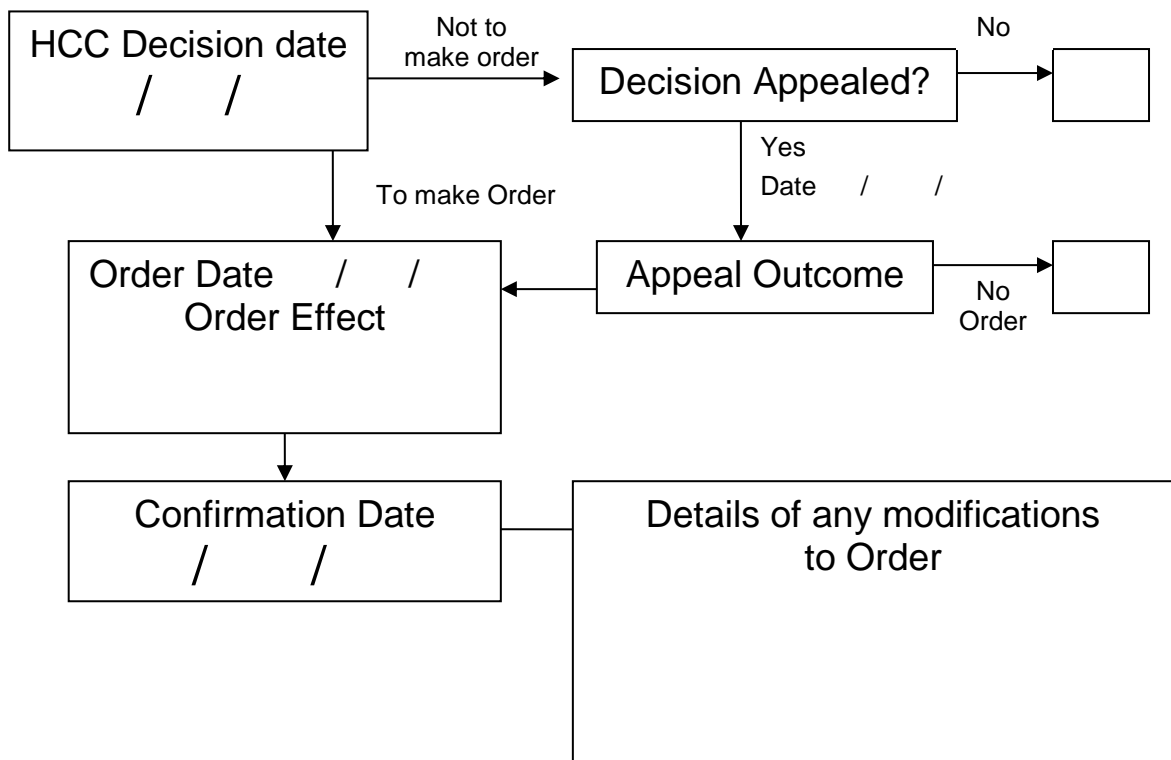 HCC Decision date
/ /
Not to
make order
Decision Appealed?
No
Yes
Date / /
To make Order
Order Date / /
Order Effect
Appeal Outcome
No
Order
Confirmation Date
/ /
Details of any modifications
to Order